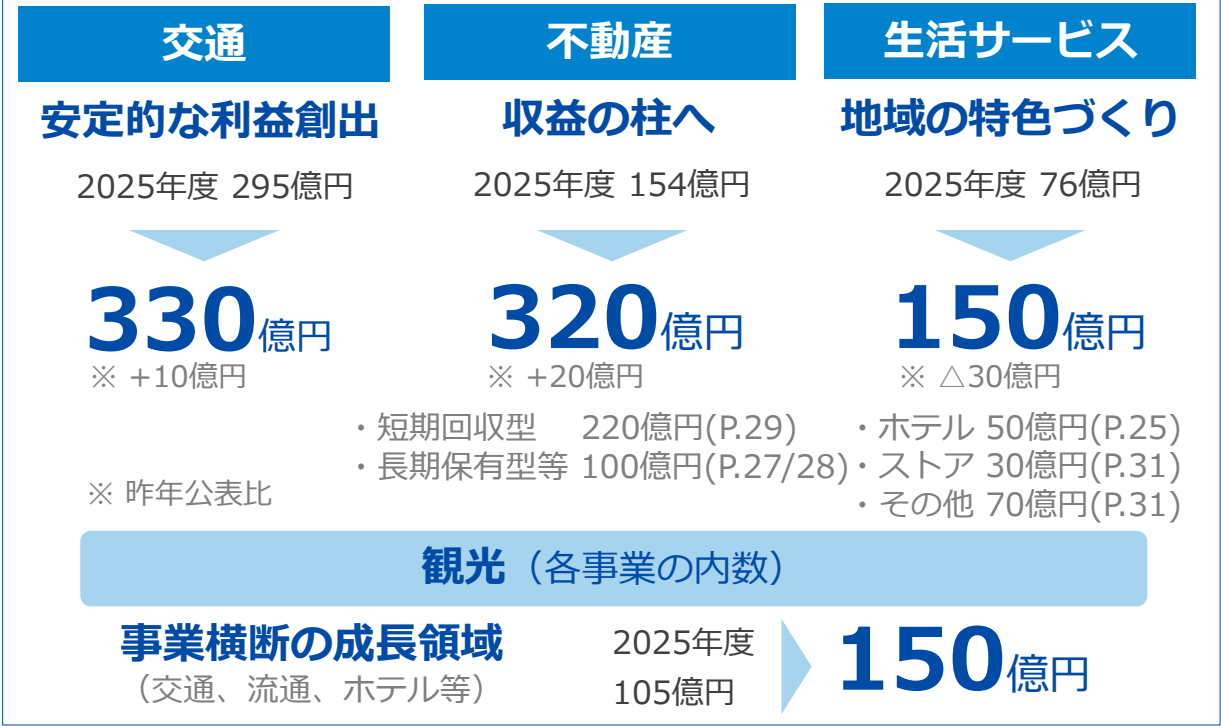 交通
安定的な利益創出
2025年度 295億円
330億円
※ +10億円
※ 昨年公表比
不動産
収益の柱へ
2025年度 154億円
320億円
※ +20億円
・短期回収型 220億円(P.29)
・長期保有型等 100億円(P.27/28)
生活サービス
地域の特色づくり
2025年度 76億円
150億円
※ △30億円
・ホテル 50億円(P.25)
・ストア 30億円(P.31)
・その他 70億円(P.31)
観光（各事業の内数）
事業横断の成長領域
（交通、流通、ホテル等）
2025年度
105億円
150億円